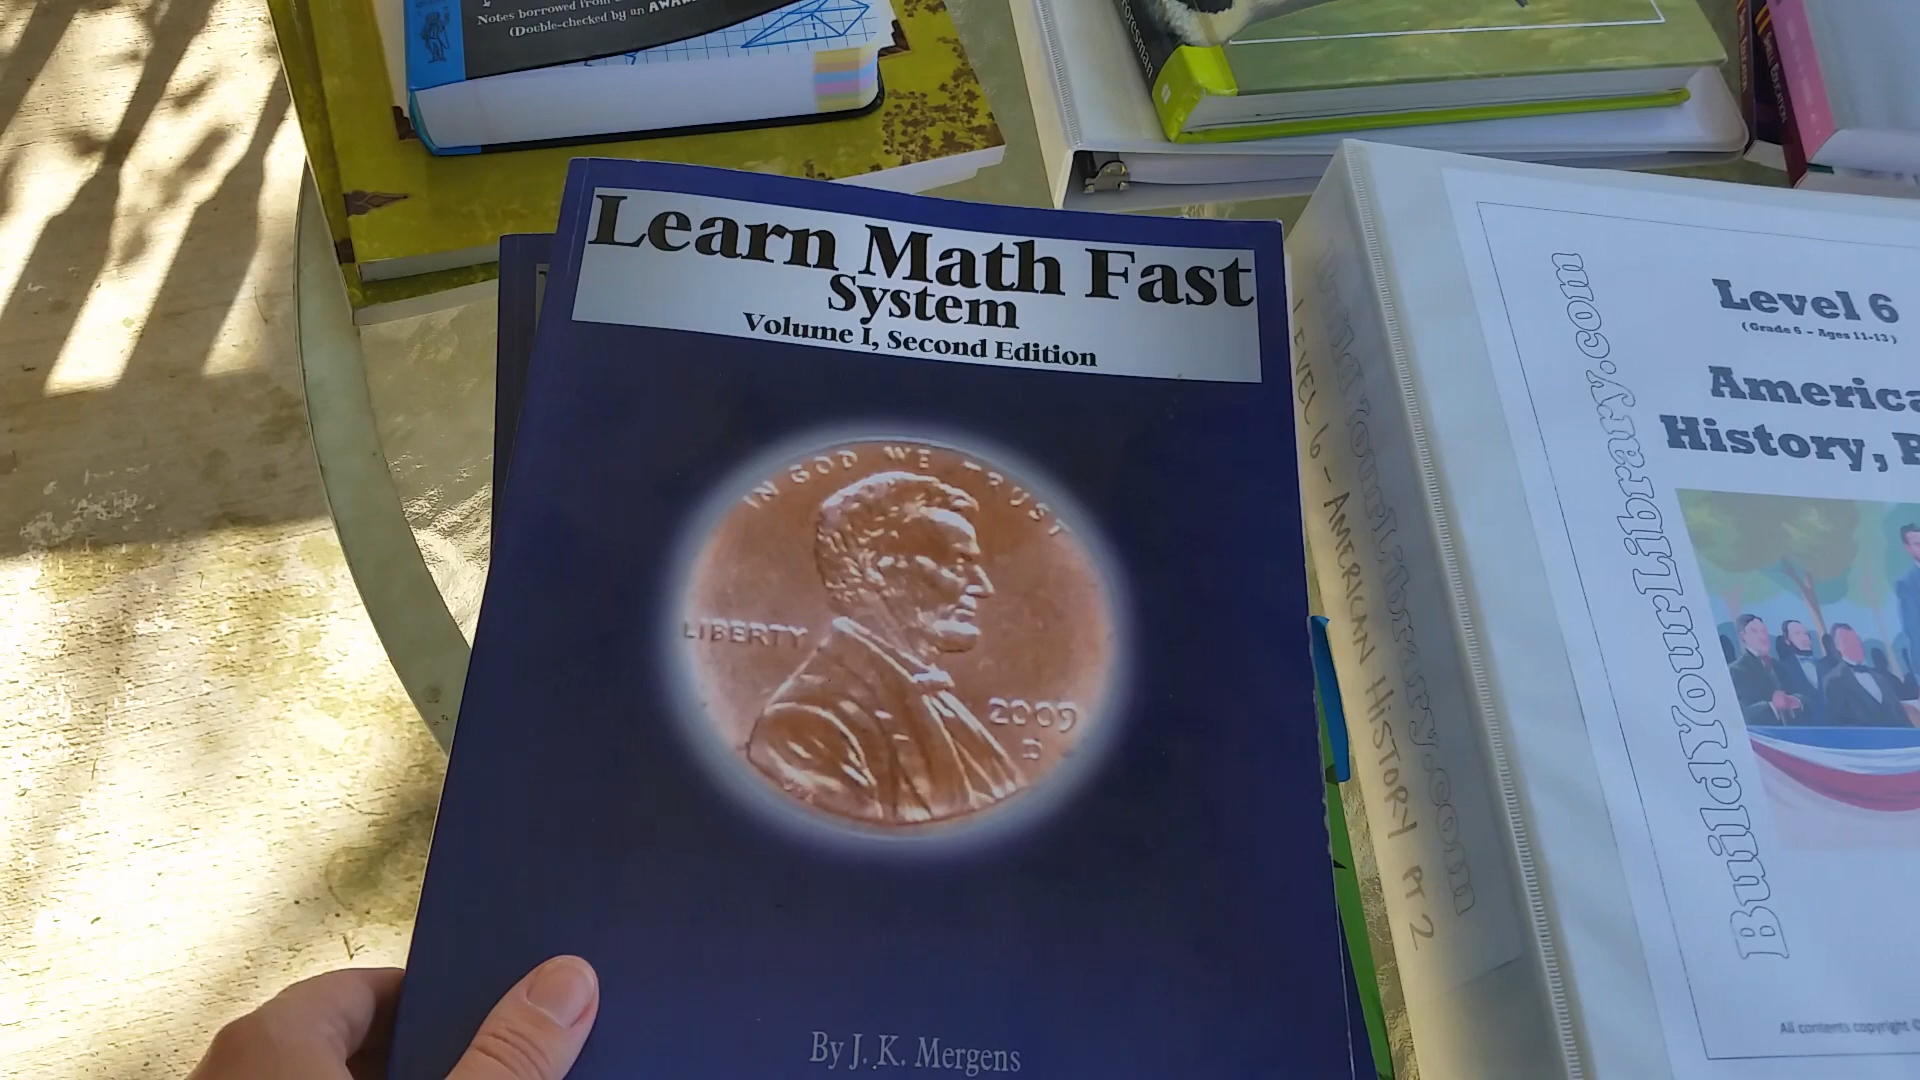 Notes borrowed from
(Double-checked by an
Foresman
Learn Math Fast
System
Volume I, Second Edition
IN GOD WE TRUST
LIBERTY
2009
By J. K. Mergens
LEVEL 6 - AMERICAN HISTORY PT 2
BuildYourLibrary.com
BuildYourLibrary.com
Level 6
(Grade 6 - Ages 11-13)
History,
All contents copyright ©